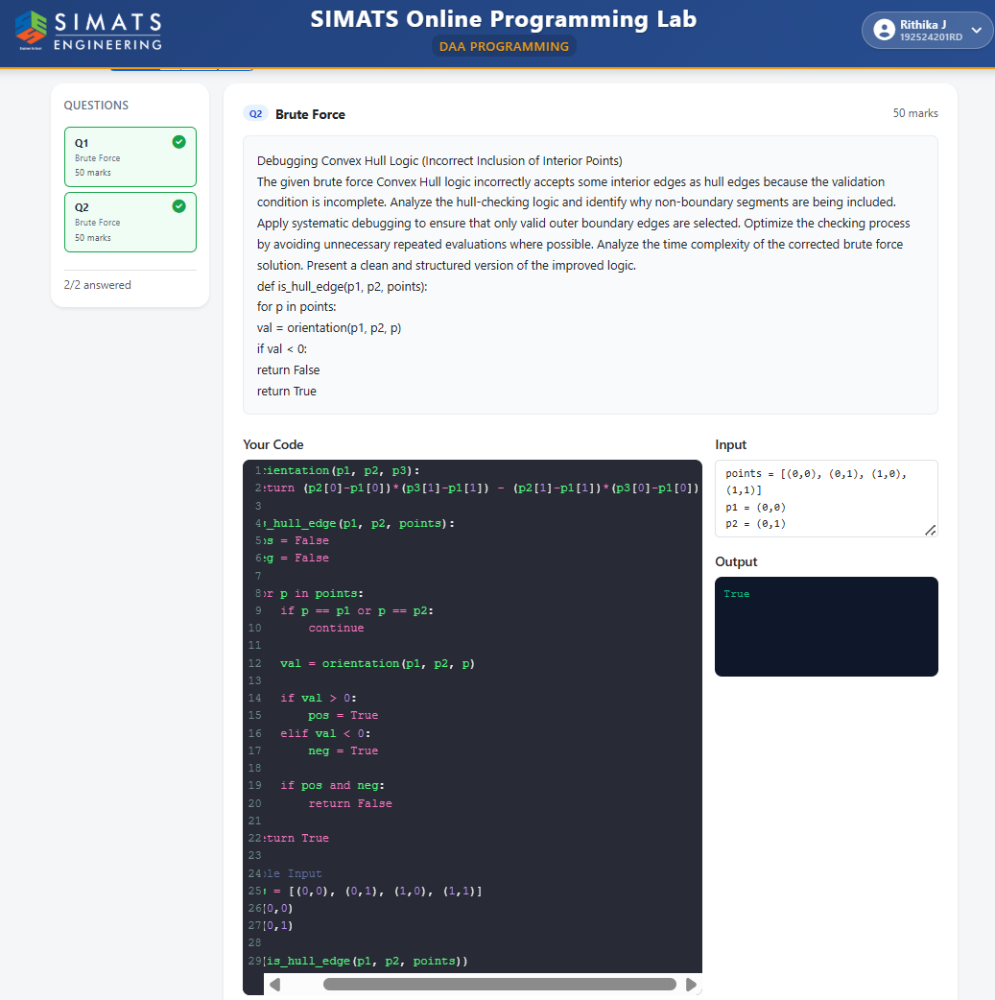 SIMATS
ENGINEERING
SIMATS Online Programming Lab
DAA PROGRAMMING
Rithika J
192524201RD
QUESTIONS
Q1
Brute Force
50 marks
Q2
Brute Force
50 marks
2/2 answered
Q2 Brute Force
50 marks
Debugging Convex Hull Logic (Incorrect Inclusion of Interior Points)
The given brute force Convex Hull logic incorrectly accepts some interior edges as hull edges because the validation
condition is incomplete. Analyze the hull-checking logic and identify why non-boundary segments are being included.
Apply systematic debugging to ensure that only valid outer boundary edges are selected. Optimize the checking process
by avoiding unnecessary repeated evaluations where possible. Analyze the time complexity of the corrected brute force
solution. Present a clean and structured version of the improved logic.
def is_hull_edge(p1, p2, points):
for p in points:
val = orientation(p1, p2, p)
if val < 0:
return False
return True
Your Code
1 ientation(p1, p2, p3):
2 turn (p2[0]-p1[0])*(p3[1]-p1[1]) - (p2[1]-p1[1])*(p3[0]-p1[0])
3
4 _hull_edge(p1, p2, points):
5 s = False
6 g = False
7
8 r p in points:
9 if p == p1 or p == p2:
10 continue
11
12 val = orientation(p1, p2, p)
13
14 if val > 0:
15 pos = True
16 elif val < 0:
17 neg = True
18
19 if pos and neg:
20 return False
21
22 turn True
23
24 le Input
25 = [(0,0), (0,1), (1,0), (1,1)]
26 (0,0)
27 (0,1)
28
29 (is_hull_edge(p1, p2, points))
Input
points = [(0,0), (0,1), (1,0),
(1,1)]
p1 = (0,0)
p2 = (0,1)
Output
True